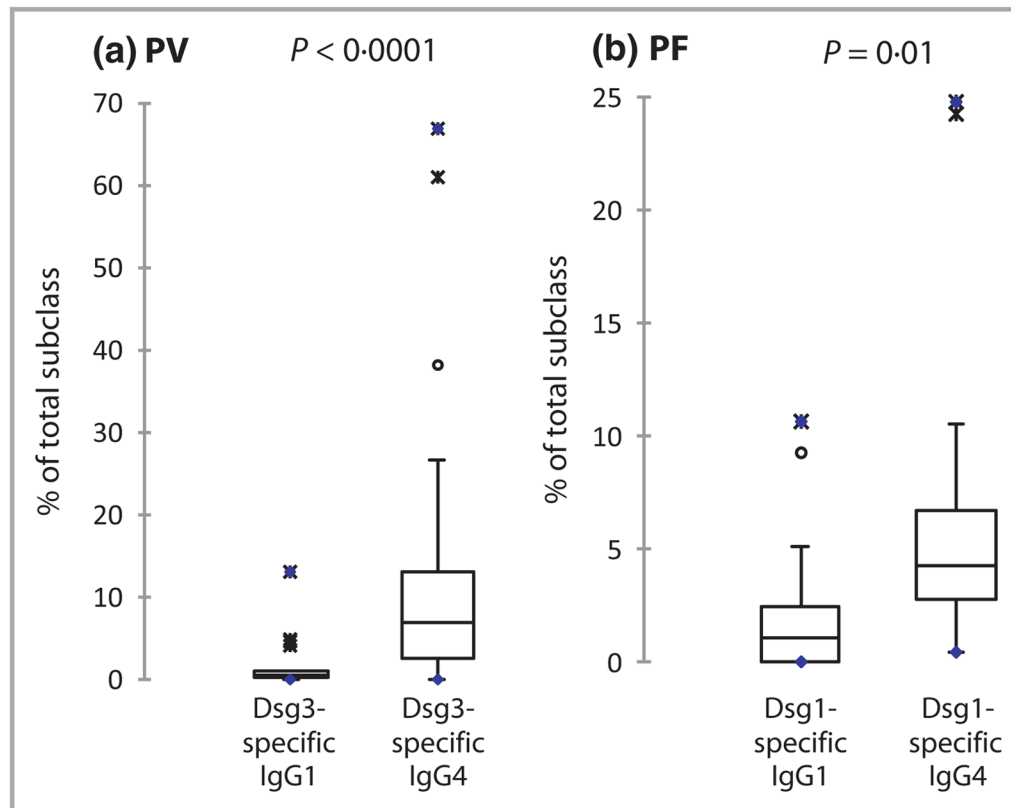 (a) PV
P < 0·0001
% of total subclass
70
60
50
40
30
20
10
0
Dsg3-
specific
IgG1
Dsg3-
specific
IgG4
(b) PF
P = 0·01
% of total subclass
25
20
15
10
5
0
Dsg1-
specific
IgG1
Dsg1-
specific
IgG4